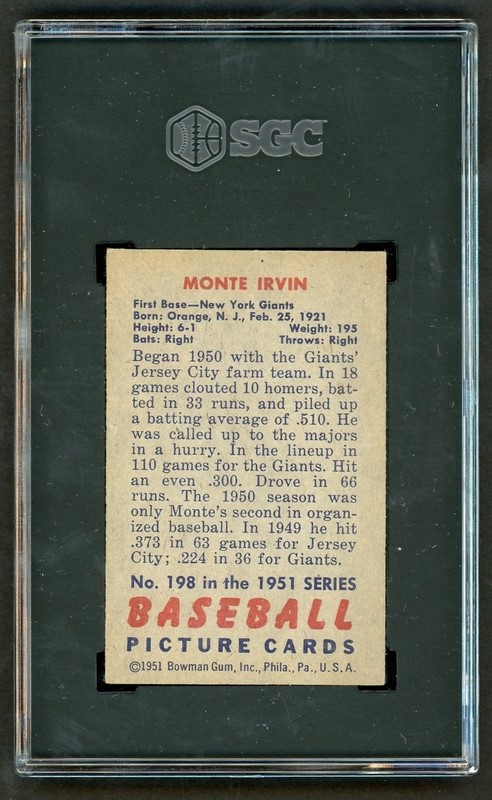 SGC
MONTE IRVIN
First Base—New York Giants
Born: Orange, N. J., Feb. 25, 1921
Height: 6-1 Weight: 195
Bats: Right Throws: Right
Began 1950 with the Giants'
Jersey City farm team. In 18
games clouted 10 homers, bat-
ted in 33 runs, and piled up
a batting average of .510. He
was called up to the majors
in a hurry. In the lineup in
110 games for the Giants. Hit
an even .300. Drove in 66
runs. The 1950 season was
only Monte's second in organ-
ized baseball. In 1949 he hit
.373 in 63 games for Jersey
City; .224 in 36 for Giants.
No. 198 in the 1951 SERIES
BASEBALL
PICTURE CARDS
©1951 Bowman Gum, Inc., Phila., Pa., U. S. A.